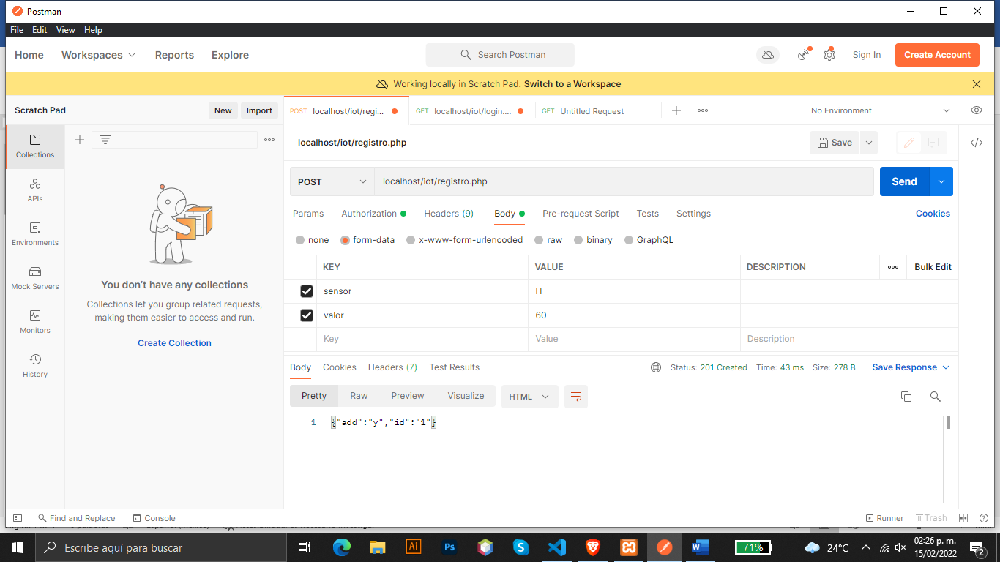 Postman
File Edit View Help
Home Workspaces Reports Explore Search Postman Sign In Create Account
Working locally in Scratch Pad. Switch to a Workspace
Scratch Pad New Import POST localhost/iot/regi... GET localhost/iot/login.... GET Untitled Request No Environment
Collections
localhost/iot/registro.php Save
APIs
POST localhost/iot/registro.php Send
Environments
Params Authorization Headers (9) Body Pre-request Script Tests Settings Cookies
none form-data x-www-form-urlencoded raw binary GraphQL
KEY VALUE DESCRIPTION Bulk Edit
Mock Servers
You don't have any collections
sensor H
Collections let you group related requests,
making them easier to access and run.
valor 60
Monitors
Create Collection
Key Value Description
History
Body Cookies Headers (7) Test Results Status: 201 Created Time: 43 ms Size: 278 B Save Response
Pretty Raw Preview Visualize HTML
1 {"add":"y","id":"1"}
Find and Replace Console Runner Trash
Escribe aquí para buscar
Ai
Ps
71%
24°C
02:26 p. m.
15/02/2022
2